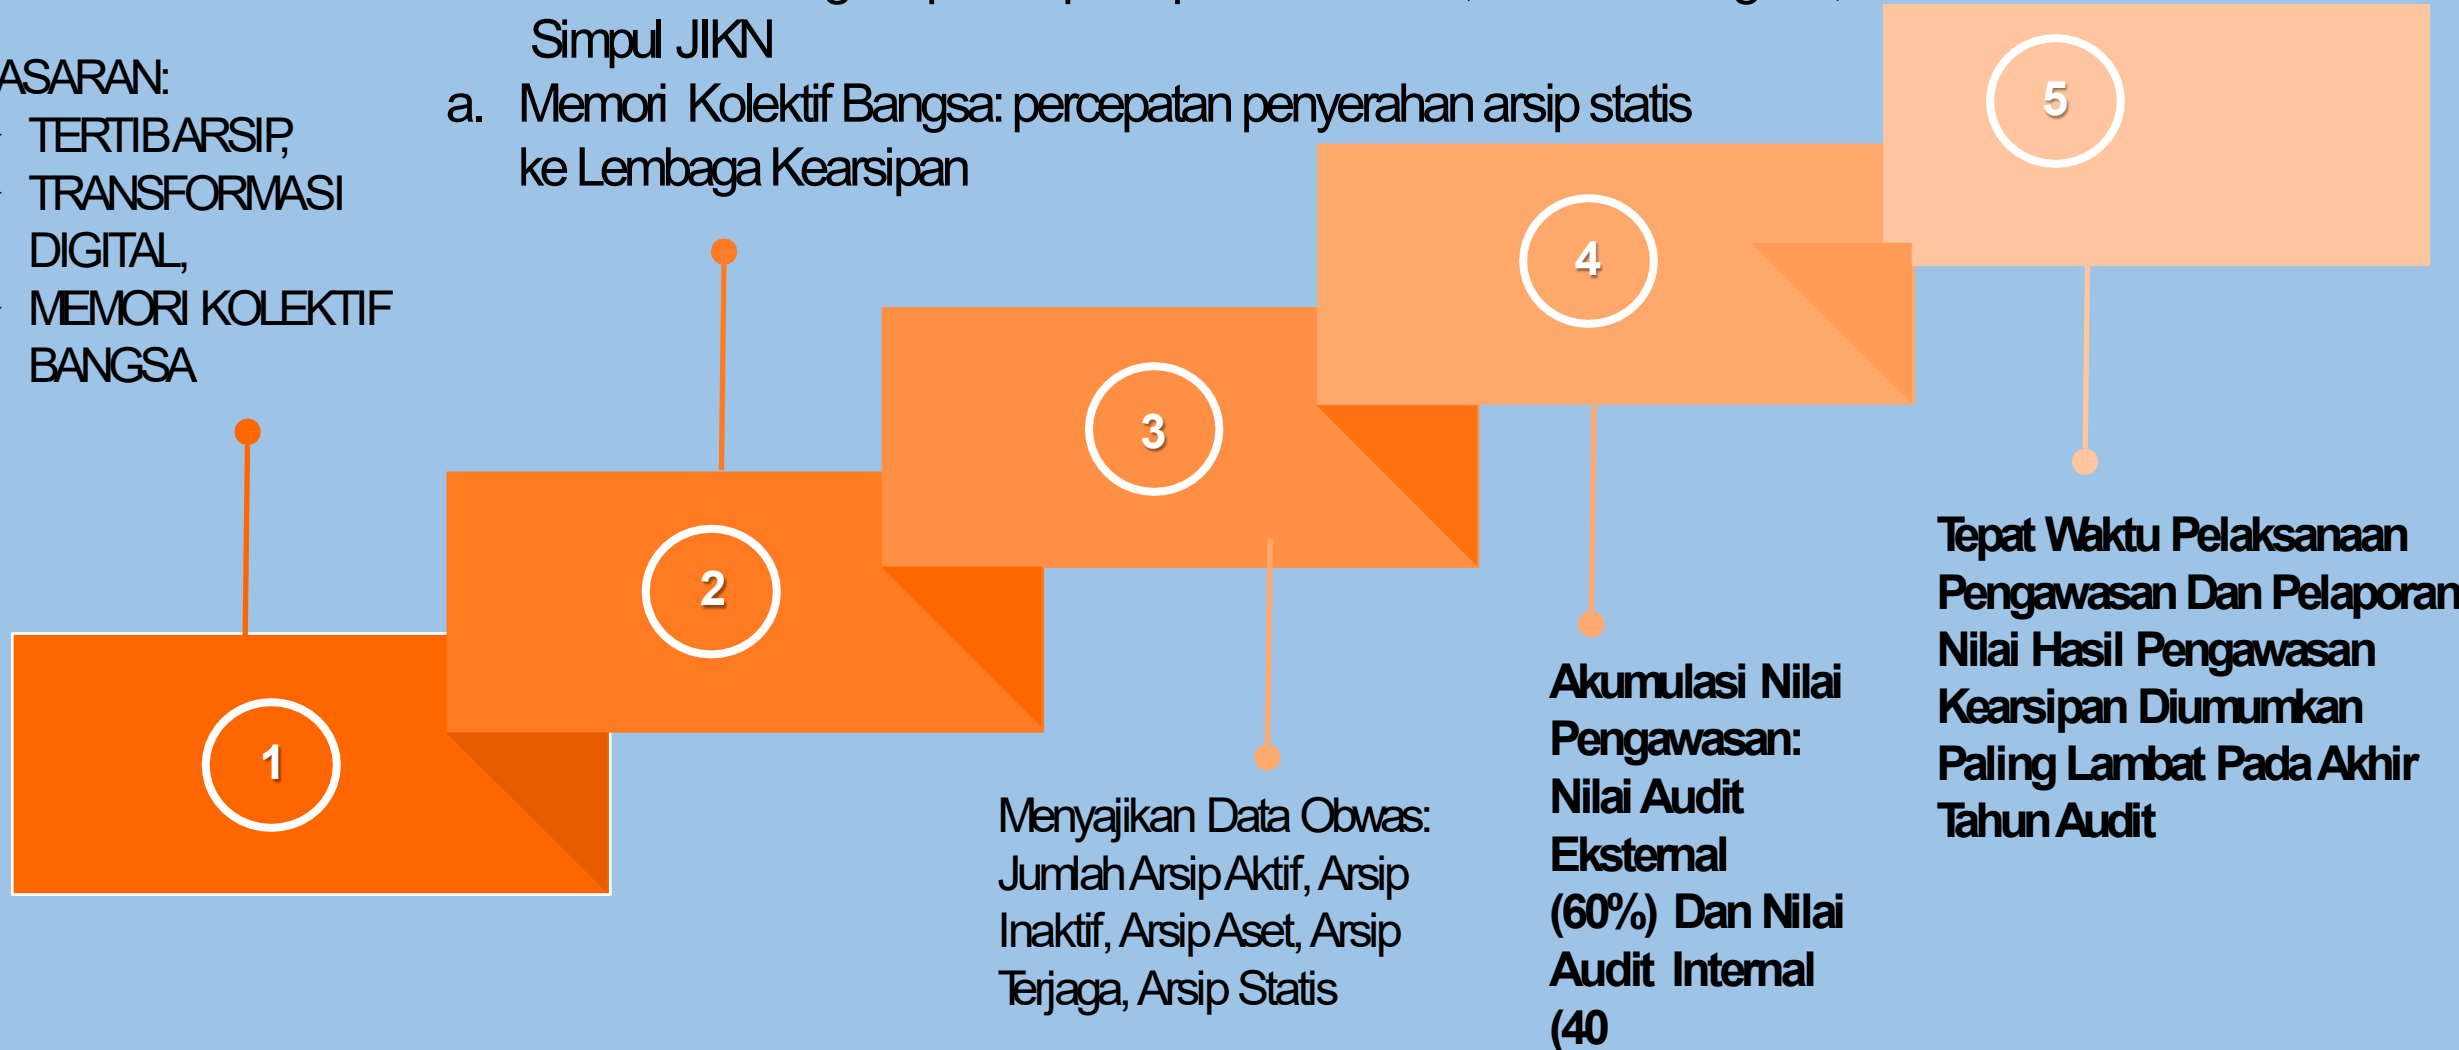 ASARAN:
TERTIB ARSIP,
TRANSFORMASI
DIGITAL,
MEMORI KOLEKTIF
BANGSA
Simpul JIKN
a. Memori Kolektif Bangsa: percepatan penyerahan arsip statis
ke Lembaga Kearsipan
1
2
3
4
5
Menyajikan Data Obwas:
Jumlah Arsip Aktif, Arsip
Inaktif, Arsip Aset, Arsip
Terjaga, Arsip Statis
Akumulasi Nilai
Pengawasan:
Nilai Audit
Eksternal
(60%) Dan Nilai
Audit Internal
(40
Tepat Waktu Pelaksanaan
Pengawasan Dan Pelaporan
Nilai Hasil Pengawasan
Kearsipan Diumumkan
Paling Lambat Pada Akhir
Tahun Audit